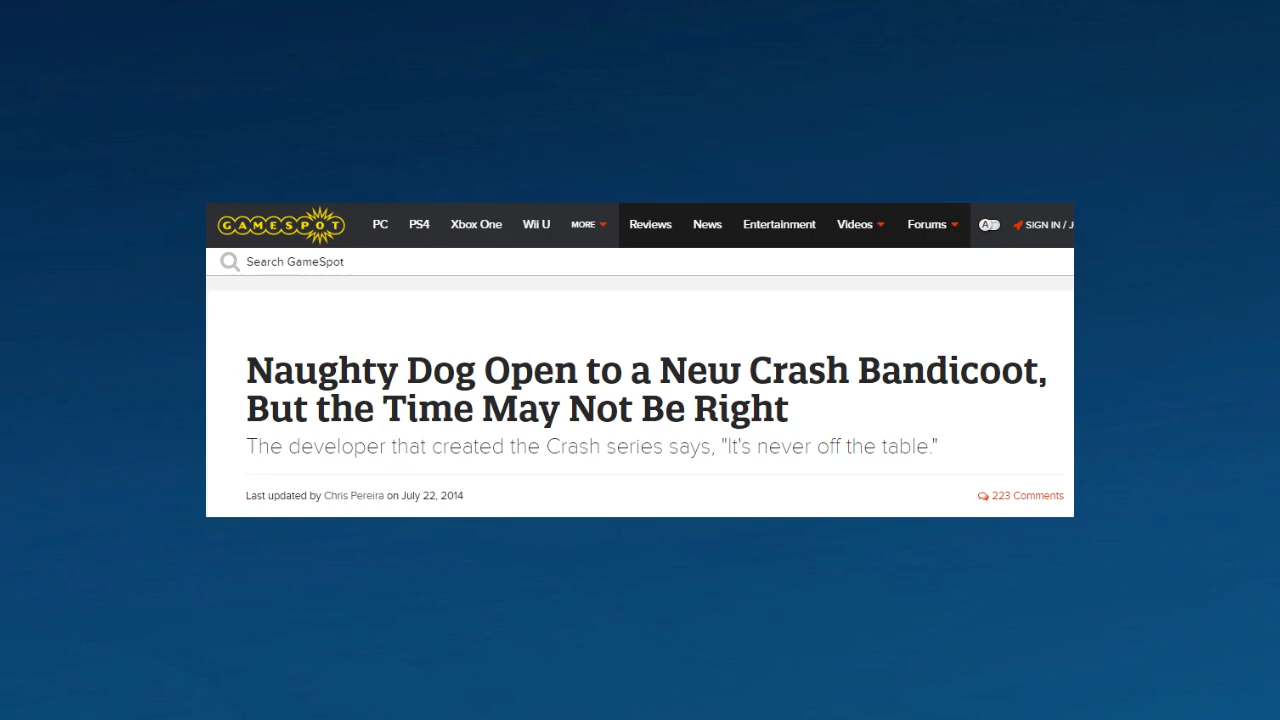 GAMESPOT PC PS4 Xbox One Wii U MORE Reviews News Entertainment Videos Forums A SIGN IN / J
Search GameSpot
Naughty Dog Open to a New Crash Bandicoot,
But the Time May Not Be Right
The developer that created the Crash series says, "It's never off the table."
Last updated by Chris Pereira on July 22, 2014 223 Comments